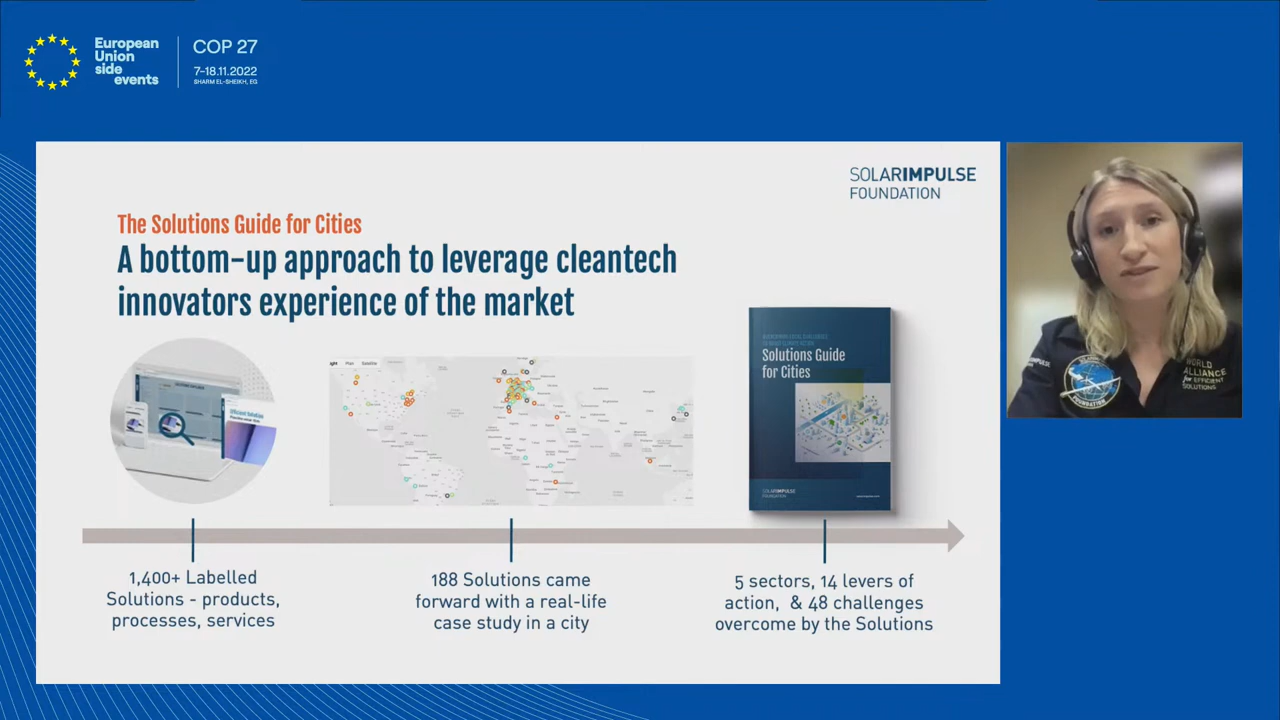 European
Union
side
events
COP 27
7-18.11.2022
SHARM EL-SHEIKH, EG
SOLARIMPULSE
FOUNDATION
The Solutions Guide for Cities
A bottom-up approach to leverage cleantech
innovators experience of the market
Plan Satellite
Solutions Guide
for Cities
SOLARIMPULSE
FOUNDATION
1,400+ Labelled
Solutions - products,
processes, services
188 Solutions came
forward with a real-life
case study in a city
5 sectors, 14 levers of
action, & 48 challenges
overcome by the Solutions
FOUNDATION
WORLD
ALLIANCE
for EFFICIENT
SOLUTIONS